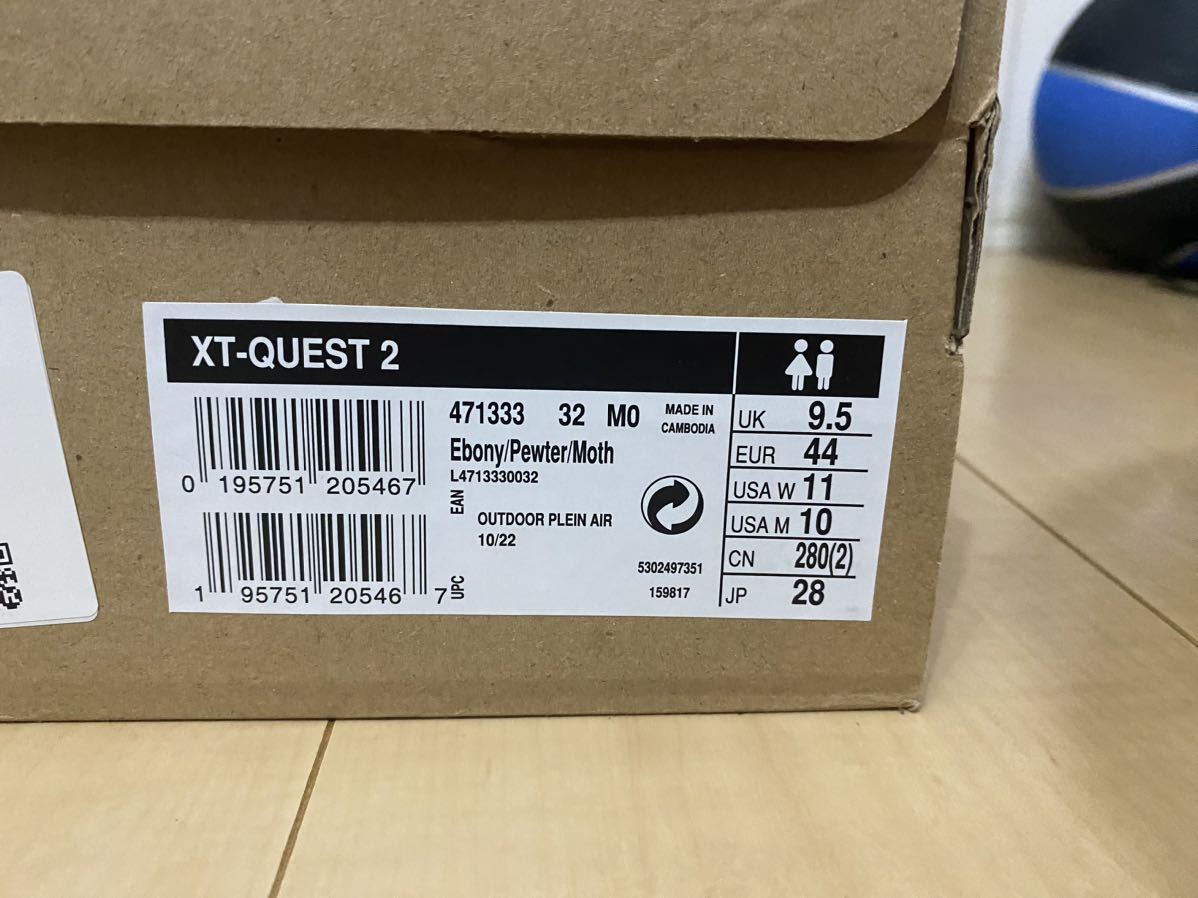 XT-QUEST 2
471333 32 M0
MADE IN
CAMBODIA
Ebony/Pewter/Moth
L4713330032
EAN
0 195751 205467
OUTDOOR PLEIN AIR
10/22
5302497351
159817
1 95751 20546 7
UPC
UK 9.5
EUR 44
USA W 11
USA M 10
CN 280(2)
JP 28